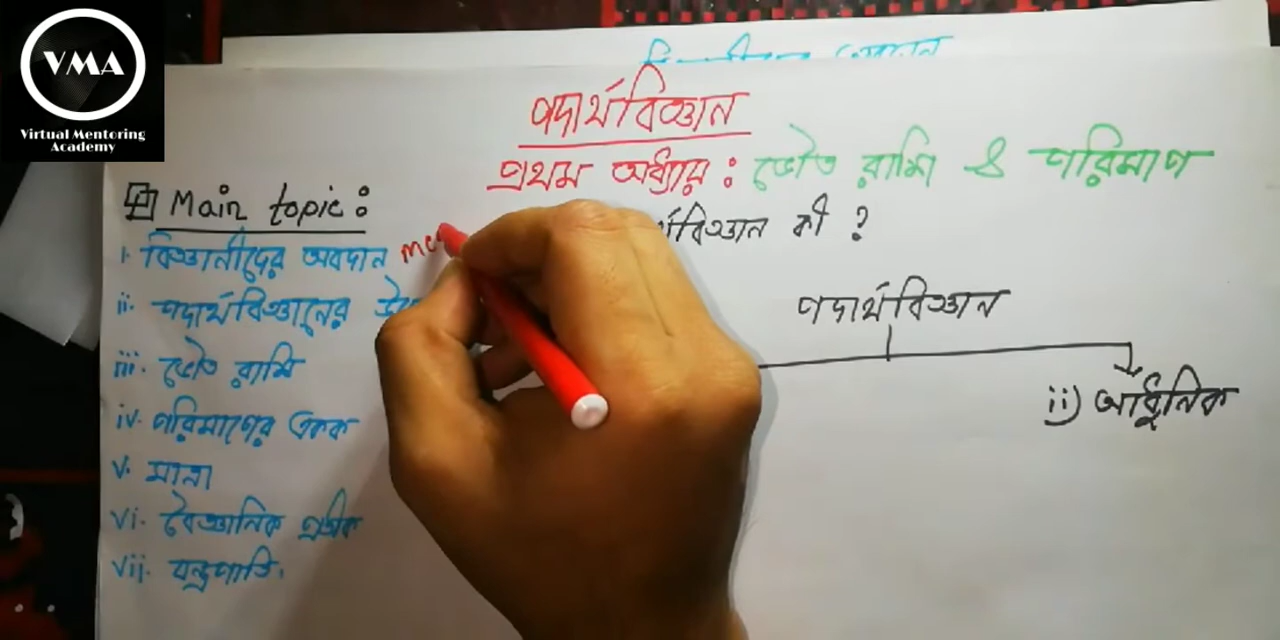 VMA
Virtual Mentoring
Academy
পদার্থবিজ্ঞান
প্রথম অধ্যায় : ভৌত রাশি ও পরিমাপ
Main topic :
i. বিজ্ঞানীদের অবদান
ii. পদার্থবিজ্ঞানের
iii. ভৌত রাশি
iv. পরিমাপের একক
v. মাত্রা
vi. বৈজ্ঞানিক প্রতীক
vii. যন্ত্রপাতি.
কী ?
পদার্থবিজ্ঞান
ii) আধুনিক